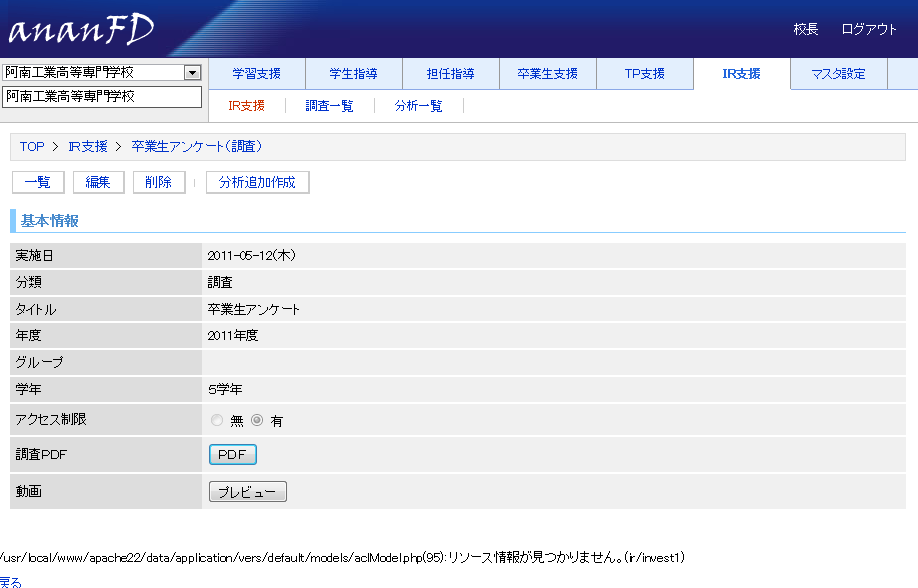 ananFD
校長 ログアウト
阿南工業高等専門学校
学習支援 学生指導 担任指導 卒業生支援 TP支援 IR支援 マスタ設定
阿南工業高等専門学校
IR支援 調査一覧 分析一覧
TOP > IR支援 > 卒業生アンケート(調査)
一覧 編集 削除 分析追加作成
基本情報
実施日 2011-05-12(木)
分類 調査
タイトル 卒業生アンケート
年度 2011年度
グループ
学年 5学年
アクセス制限 無 有
調査PDF PDF
動画 プレビュー
/usr/local/www/apache22/data/application/vers/default/models/aclModel.php(95):リソース情報が見つかりません。(ir/invest1)
戻る